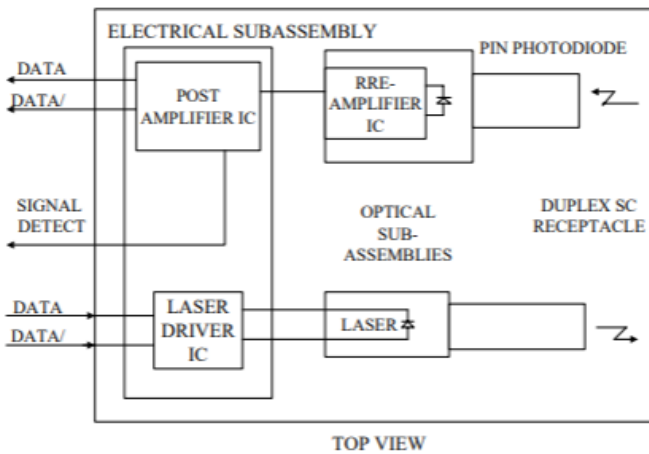 ELECTRICAL SUBASSEMBLY
PIN PHOTODIODE
DATA
DATA/
POST
AMPLIFIER IC
RRE-
AMPLIFIER
IC
SIGNAL
DETECT
OPTICAL
SUB-
ASSEMBLIES
DUPLEX SC
RECEPTACLE
DATA
DATA/
LASER
DRIVER
IC
LASER
TOP VIEW